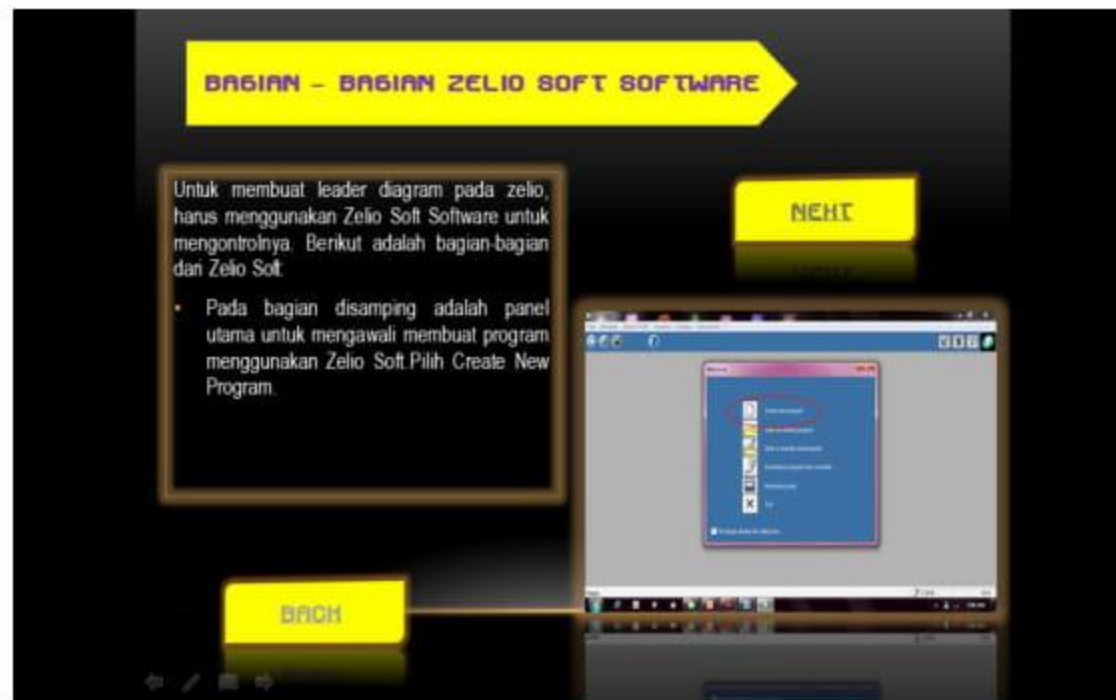 BAGIAN – BAGIAN ZELIO SOFT SOFTWARE
Untuk membuat leader diagram pada zelio,
harus menggunakan Zelio Soft Software untuk
mengontrolnya. Berikut adalah bagian-bagian
dari Zelio Soft:
• Pada bagian disamping adalah panel
utama untuk mengawali membuat program
menggunakan Zelio Soft.Pilih Create New
Program.
NEXT
BACK